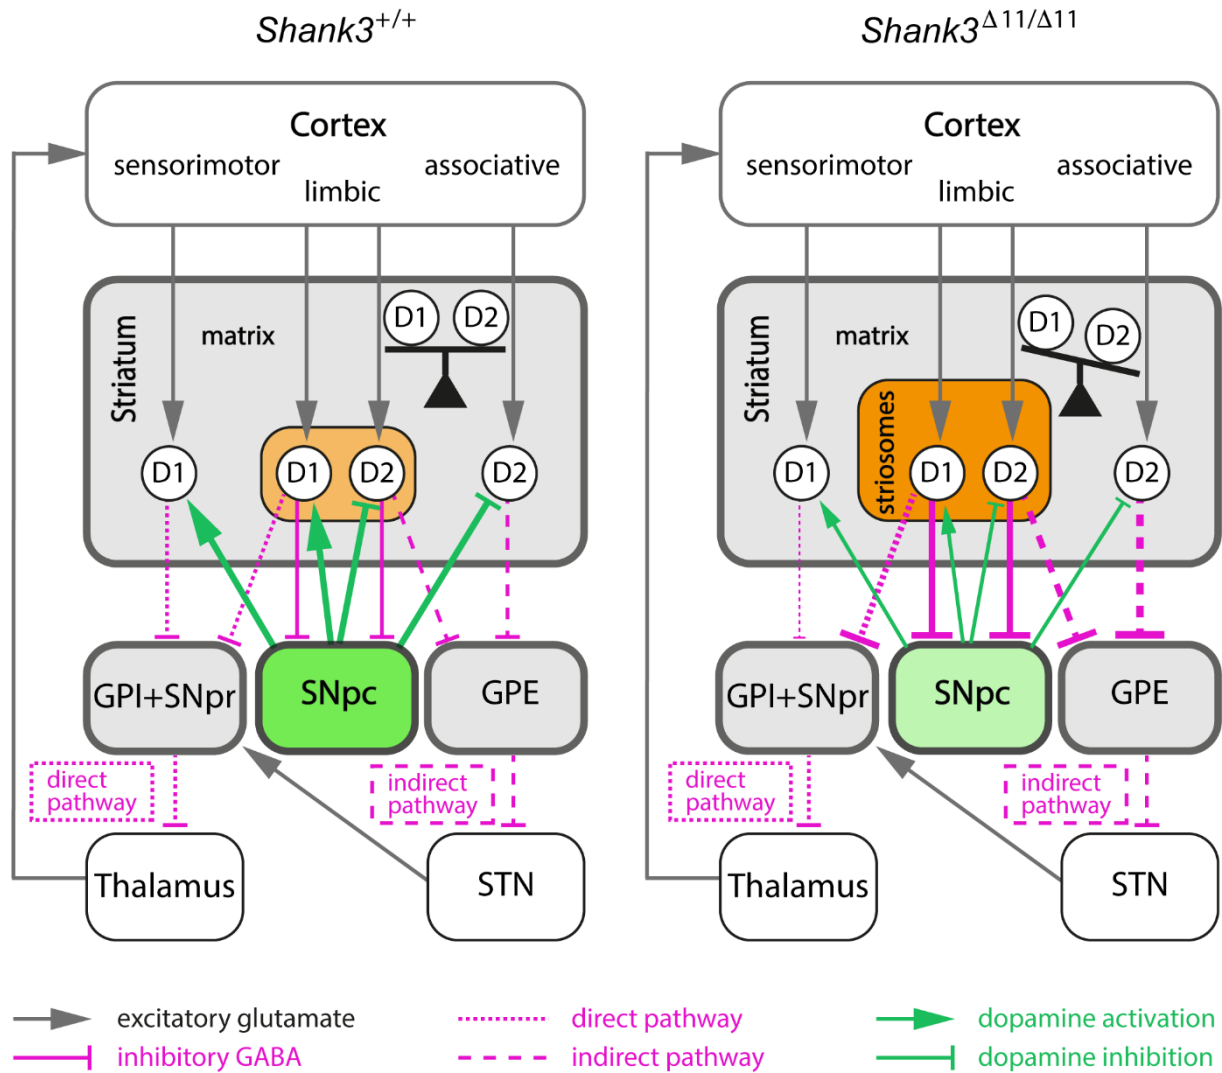 Shank3+/+
Shank3Δ11/Δ11
Cortex
sensorimotor
associative
limbic
Striatum
matrix
D1
D2
D1
D1
D2
D2
GPI+SNpr
SNpc
GPE
direct
pathway
indirect
pathway
Thalamus
STN
Cortex
sensorimotor
associative
limbic
Striatum
matrix
D1
D2
striosomes
D1
D1
D2
D2
GPI+SNpr
SNpc
GPE
direct
pathway
indirect
pathway
Thalamus
STN
excitatory glutamate
direct pathway
dopamine activation
inhibitory GABA
indirect pathway
dopamine inhibition